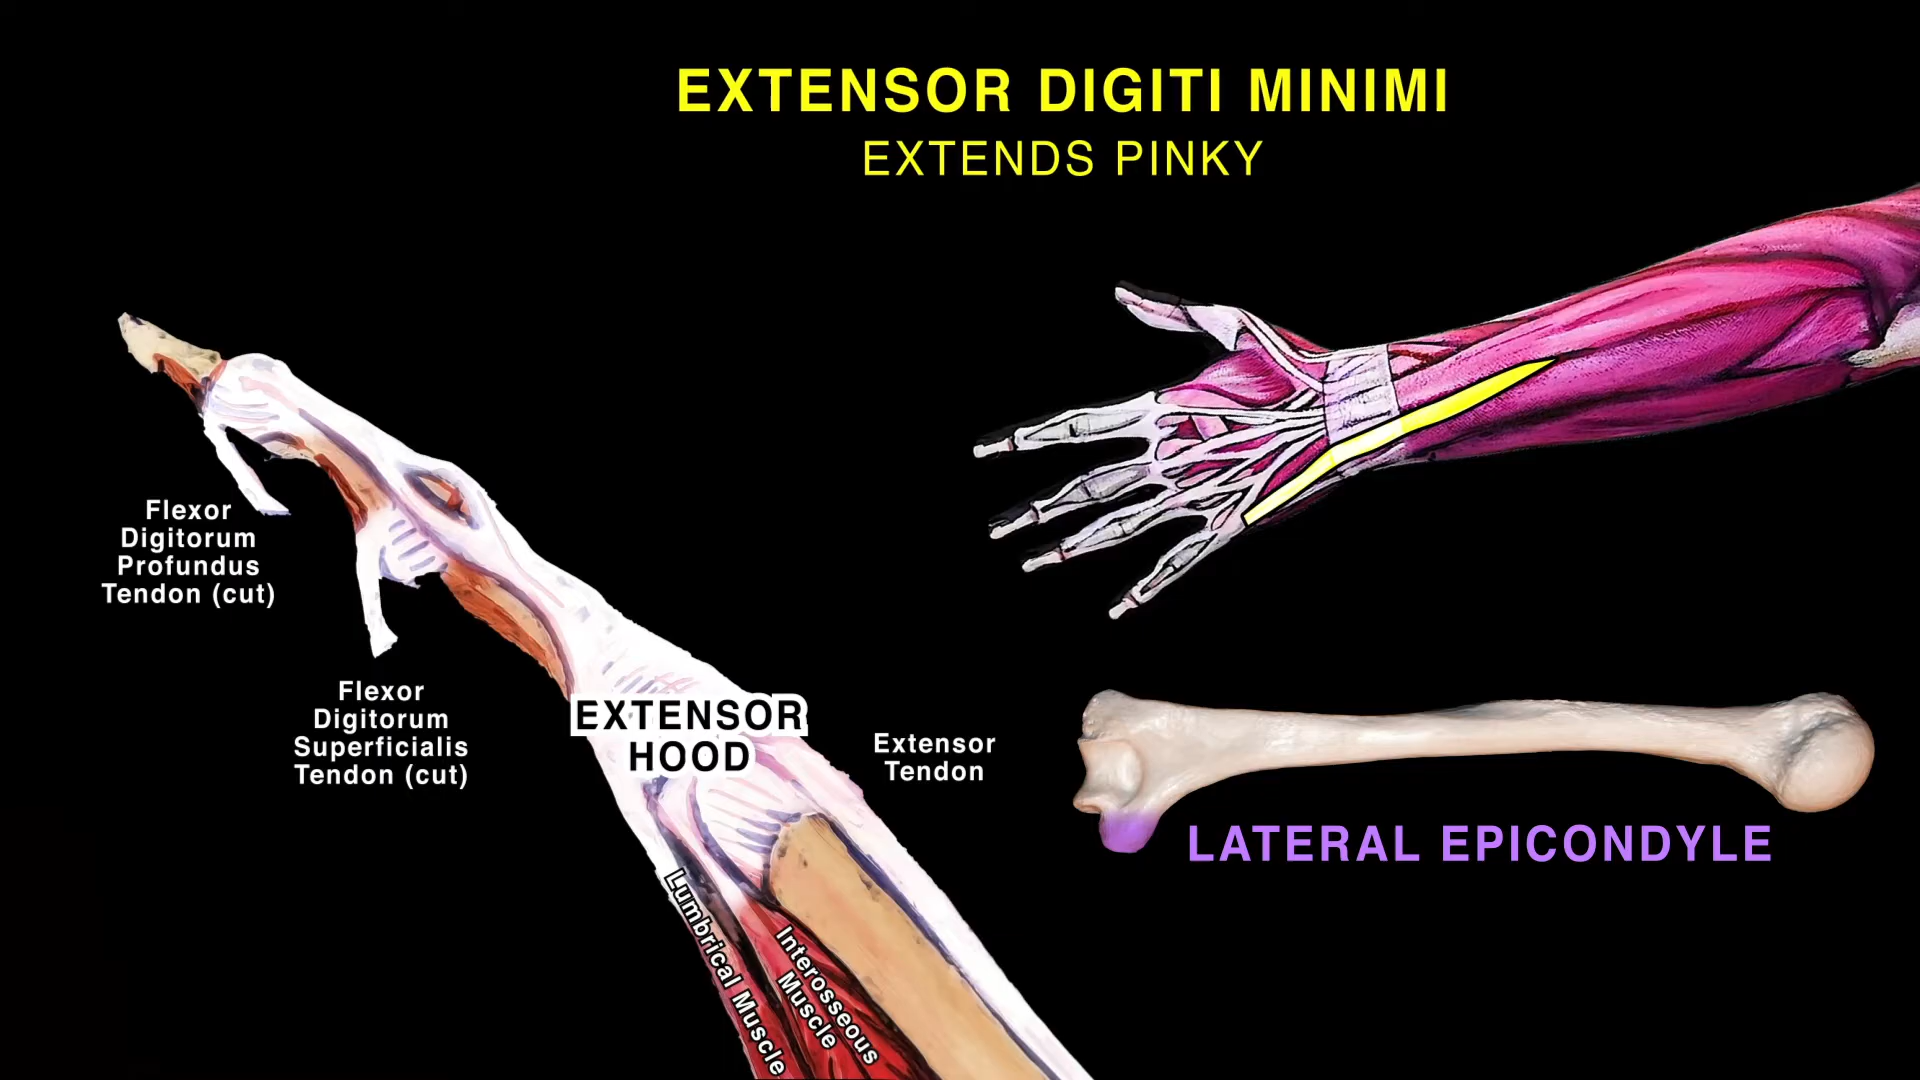 EXTENSOR DIGITI MINIMI
EXTENDS PINKY
Flexor
Digitorum
Profundus
Tendon (cut)
Flexor
Digitorum
Superficialis
Tendon (cut)
EXTENSOR
HOOD
Extensor
Tendon
LATERAL EPICONDYLE
Lumbrical Muscle
Interosseous
Muscle